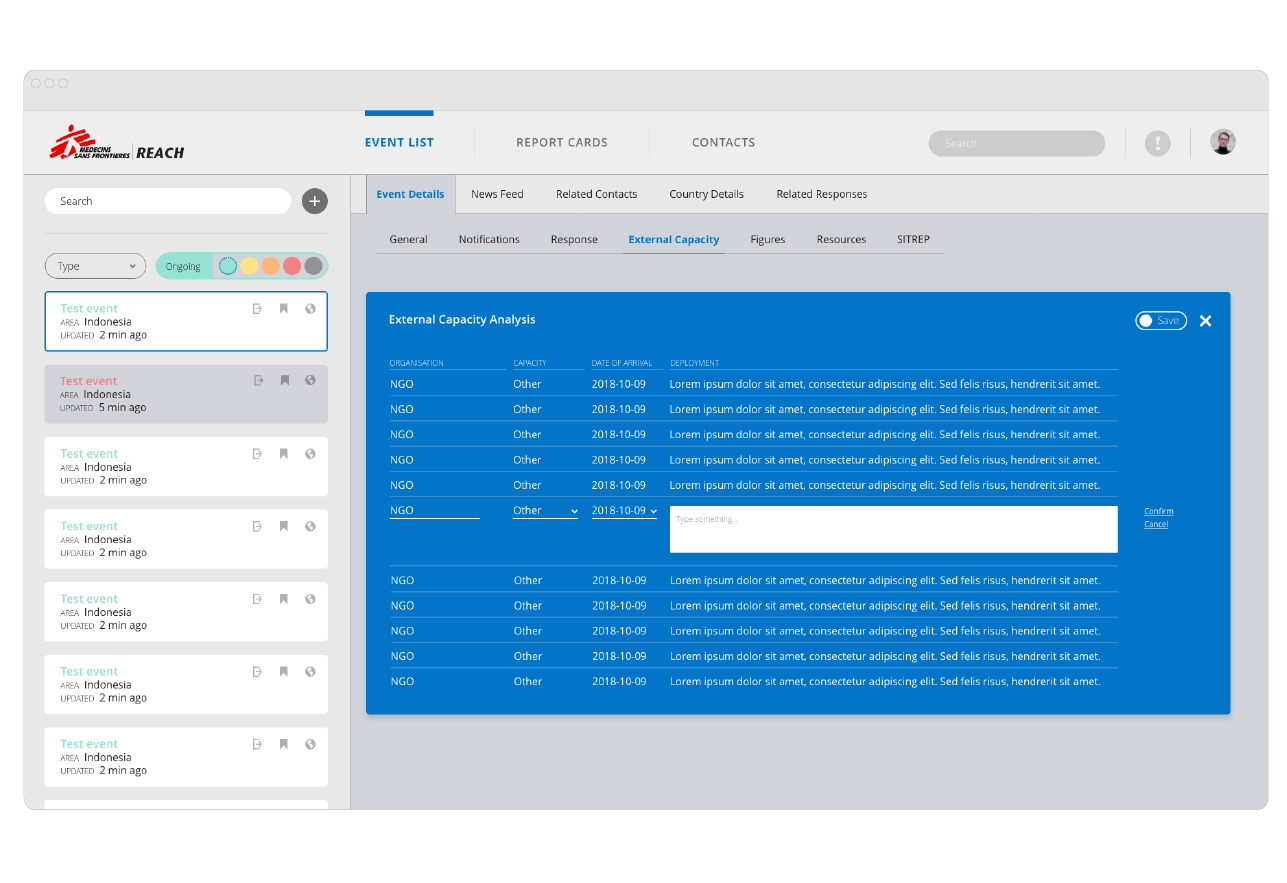 MEDECINS
SANS FRONTIERES
REACH
EVENT LIST
REPORT CARDS
CONTACTS
Search
!
Search
+
Type
Ongoing
Test event
AREA Indonesia
UPDATED 2 min ago
Test event
AREA Indonesia
UPDATED 5 min ago
Test event
AREA Indonesia
UPDATED 2 min ago
Test event
AREA Indonesia
UPDATED 2 min ago
Test event
AREA Indonesia
UPDATED 2 min ago
Test event
AREA Indonesia
UPDATED 2 min ago
Test event
AREA Indonesia
UPDATED 2 min ago
Event Details
News Feed
Related Contacts
Country Details
Related Responses
General
Notifications
Response
External Capacity
Figures
Resources
SITREP
External Capacity Analysis
Save
ORGANISATION CAPACITY DATE OF ARRIVAL DEPLOYMENT
NGO Other 2018-10-09 Lorem ipsum dolor sit amet, consectetur adipiscing elit. Sed felis risus, hendrerit sit amet.
NGO Other 2018-10-09 Lorem ipsum dolor sit amet, consectetur adipiscing elit. Sed felis risus, hendrerit sit amet.
NGO Other 2018-10-09 Lorem ipsum dolor sit amet, consectetur adipiscing elit. Sed felis risus, hendrerit sit amet.
NGO Other 2018-10-09 Lorem ipsum dolor sit amet, consectetur adipiscing elit. Sed felis risus, hendrerit sit amet.
NGO Other 2018-10-09 Lorem ipsum dolor sit amet, consectetur adipiscing elit. Sed felis risus, hendrerit sit amet.
NGO Other 2018-10-09 Type something...
Confirm
Cancel
NGO Other 2018-10-09 Lorem ipsum dolor sit amet, consectetur adipiscing elit. Sed felis risus, hendrerit sit amet.
NGO Other 2018-10-09 Lorem ipsum dolor sit amet, consectetur adipiscing elit. Sed felis risus, hendrerit sit amet.
NGO Other 2018-10-09 Lorem ipsum dolor sit amet, consectetur adipiscing elit. Sed felis risus, hendrerit sit amet.
NGO Other 2018-10-09 Lorem ipsum dolor sit amet, consectetur adipiscing elit. Sed felis risus, hendrerit sit amet.
NGO Other 2018-10-09 Lorem ipsum dolor sit amet, consectetur adipiscing elit. Sed felis risus, hendrerit sit amet.